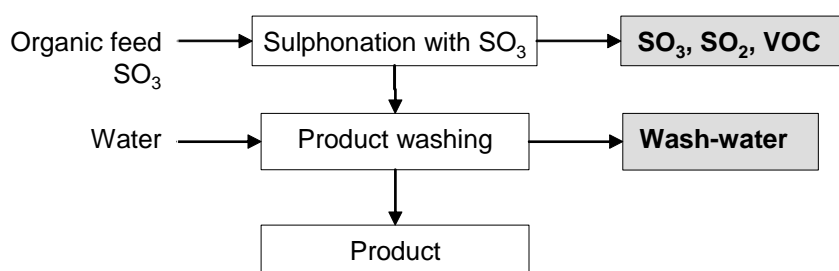 Organic feed
SO₃
Sulphonation with SO₃
SO₃, SO₂, VOC
Water
Product washing
Wash-water
Product